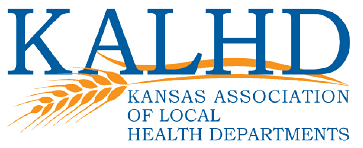 KALHD
KANSAS ASSOCIATION
OF LOCAL
HEALTH DEPARTMENTS